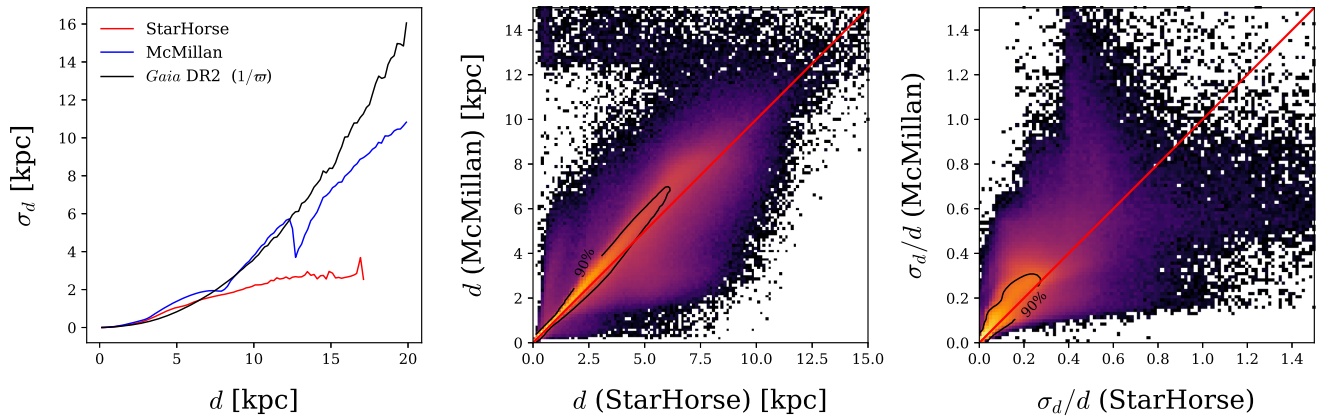 σ_d [kpc]
16
14
12
10
8
6
4
2
0
StarHorse
McMillan
Gaia DR2 (1/ϖ)
0 5 10 15 20
d [kpc]
d (McMillan) [kpc]
14
12
10
8
6
4
2
0
90%
0.0 2.5 5.0 7.5 10.0 12.5 15.0
d (StarHorse) [kpc]
σ_d/d (McMillan)
1.4
1.2
1.0
0.8
0.6
0.4
0.2
0.0
90%
0.0 0.2 0.4 0.6 0.8 1.0 1.2 1.4
σ_d/d (StarHorse)